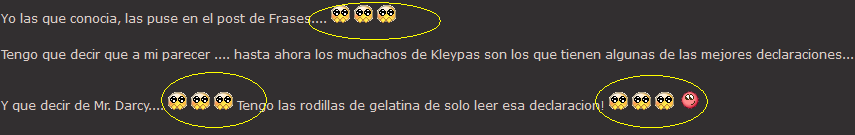 Yo las que conocia, las puse en el post de Frases....
Tengo que decir que a mi parecer .... hasta ahora los muchachos de Kleypas son los que tienen algunas de las mejores declaraciones...
Y que decir de Mr. Darcy.... Tengo las rodillas de gelatina de solo leer esa declaracion!